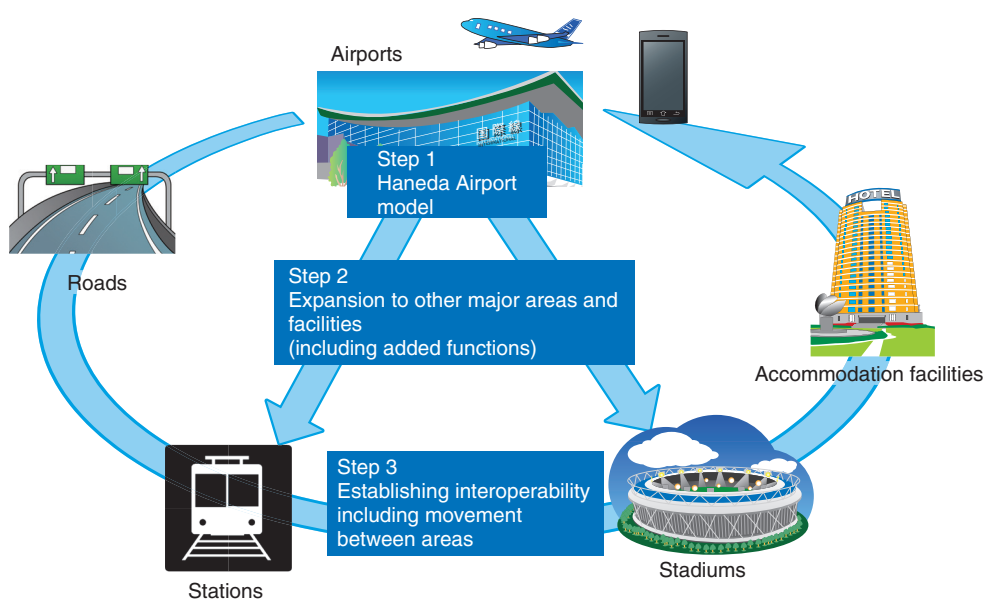 Airports
国際線
Step 1
Haneda Airport
model
HOTEL
Roads
Step 2
Expansion to other major areas and
facilities
(including added functions)
Accommodation facilities
Step 3
Establishing interoperability
including movement
between areas
Stadiums
Stations